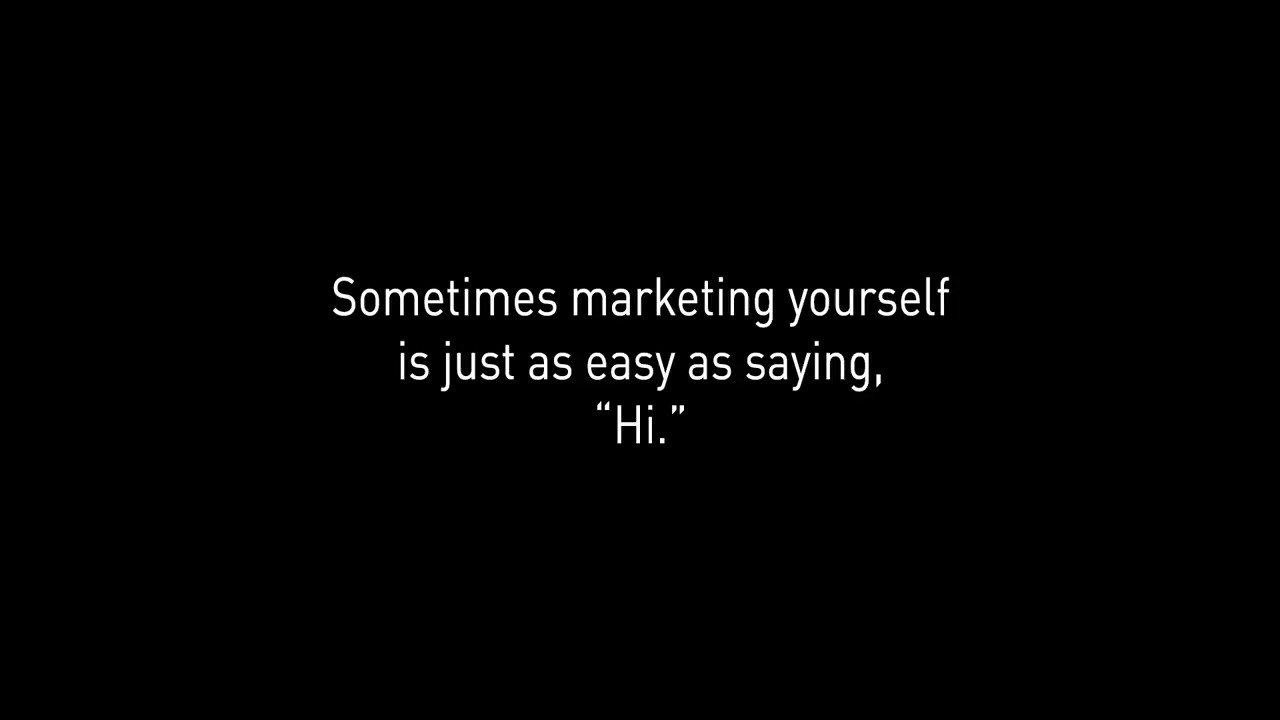 Sometimes marketing yourself
is just as easy as saying,
“Hi.”